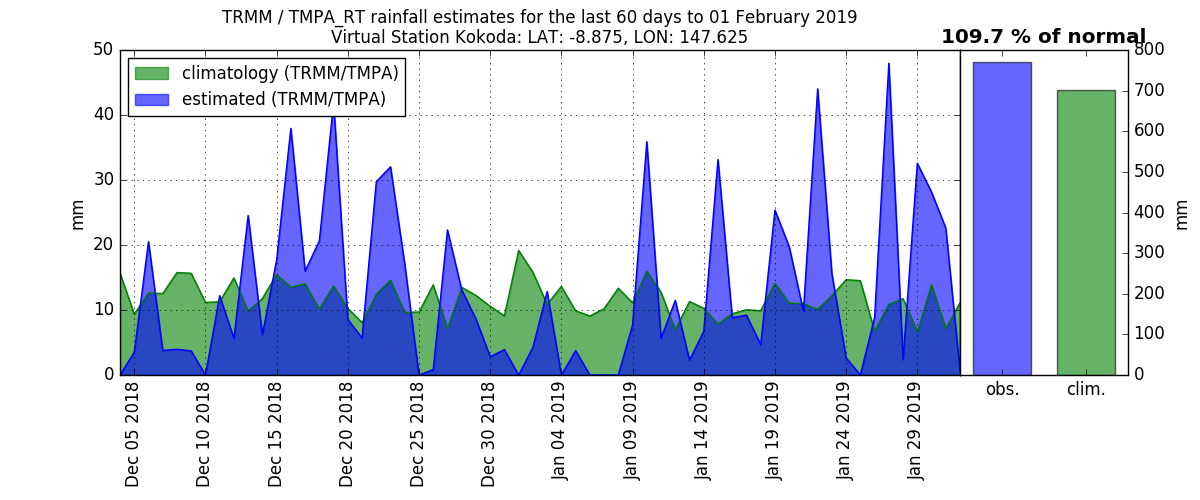 TRMM / TMPA_RT rainfall estimates for the last 60 days to 01 February 2019
Virtual Station Kokoda: LAT: -8.875, LON: 147.625
109.7 % of normal
climatology (TRMM/TMPA)
estimated (TRMM/TMPA)
50
40
30
20
10
0
mm
Dec 05 2018
Dec 10 2018
Dec 15 2018
Dec 20 2018
Dec 25 2018
Dec 30 2018
Jan 04 2019
Jan 09 2019
Jan 14 2019
Jan 19 2019
Jan 24 2019
Jan 29 2019
obs.
clim.
800
700
600
500
400
300
200
100
0
mm